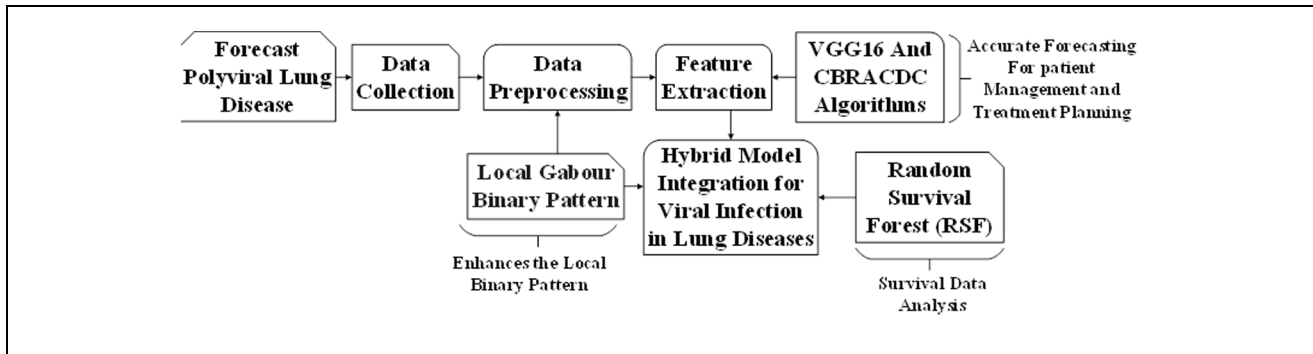 Forecast
Polyviral Lung
Disease
Data
Collection
Data
Preprocessing
Feature
Extraction
VGG16 And
CBRACDC
Algorithms
Accurate Forecasting
For patient
Management and
Treatment Planning
Local Gabour
Binary Pattern
Enhances the Local
Binary Pattern
Hybrid Model
Integration for
Viral Infection
in Lung Diseases
Random
Survival
Forest (RSF)
Survival Data
Analysis